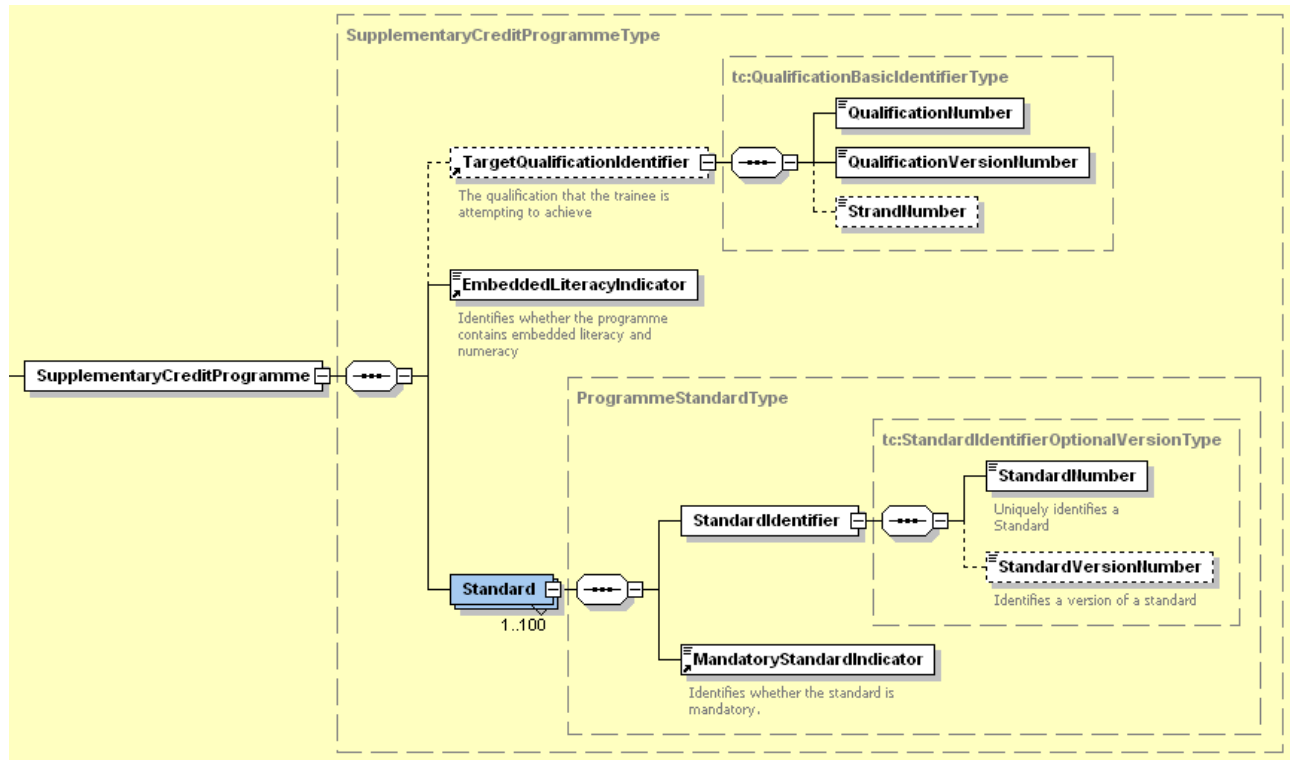 SupplementaryCreditProgrammeType
tc:QualificationBasicIdentifierType
QualificationNumber
TargetQualificationIdentifier
QualificationVersionNumber
The qualification that the trainee is
attempting to achieve
StrandNumber
EmbeddedLiteracyIndicator
Identifies whether the programme
contains embedded literacy and
numeracy
SupplementaryCreditProgramme
ProgrammeStandardType
tc:StandardIdentifierOptionalVersionType
StandardNumber
Uniquely identifies a
Standard
StandardIdentifier
StandardVersionNumber
Identifies a version of a standard
Standard
1..100
MandatoryStandardIndicator
Identifies whether the standard is
mandatory.